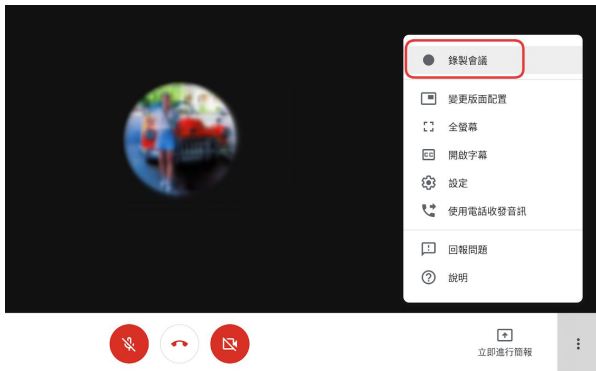 錄製會議
變更版面配置
全螢幕
開啟字幕
設定
使用電話收發音訊
回報問題
說明
立即進行簡報